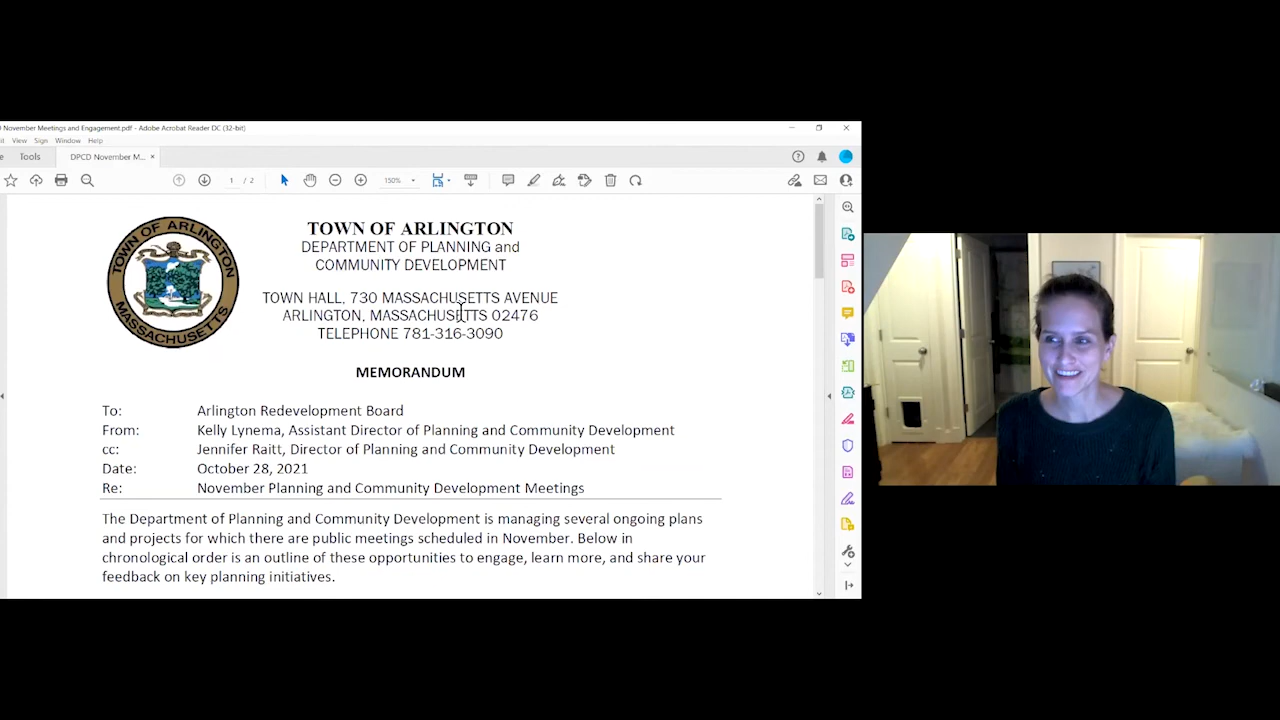 November Meetings and Engagement.pdf - Adobe Acrobat Reader DC (32-bit)
View Sign Window Help
Tools DPCD November M... ×
1 / 2 150%
TOWN OF ARLINGTON
MASSACHUSETTS
TOWN OF ARLINGTON
DEPARTMENT OF PLANNING and
COMMUNITY DEVELOPMENT
TOWN HALL, 730 MASSACHUSETTS AVENUE
ARLINGTON, MASSACHUSETTS 02476
TELEPHONE 781-316-3090
MEMORANDUM
To: Arlington Redevelopment Board
From: Kelly Lynema, Assistant Director of Planning and Community Development
cc: Jennifer Raitt, Director of Planning and Community Development
Date: October 28, 2021
Re: November Planning and Community Development Meetings
The Department of Planning and Community Development is managing several ongoing plans
and projects for which there are public meetings scheduled in November. Below in
chronological order is an outline of these opportunities to engage, learn more, and share your
feedback on key planning initiatives.